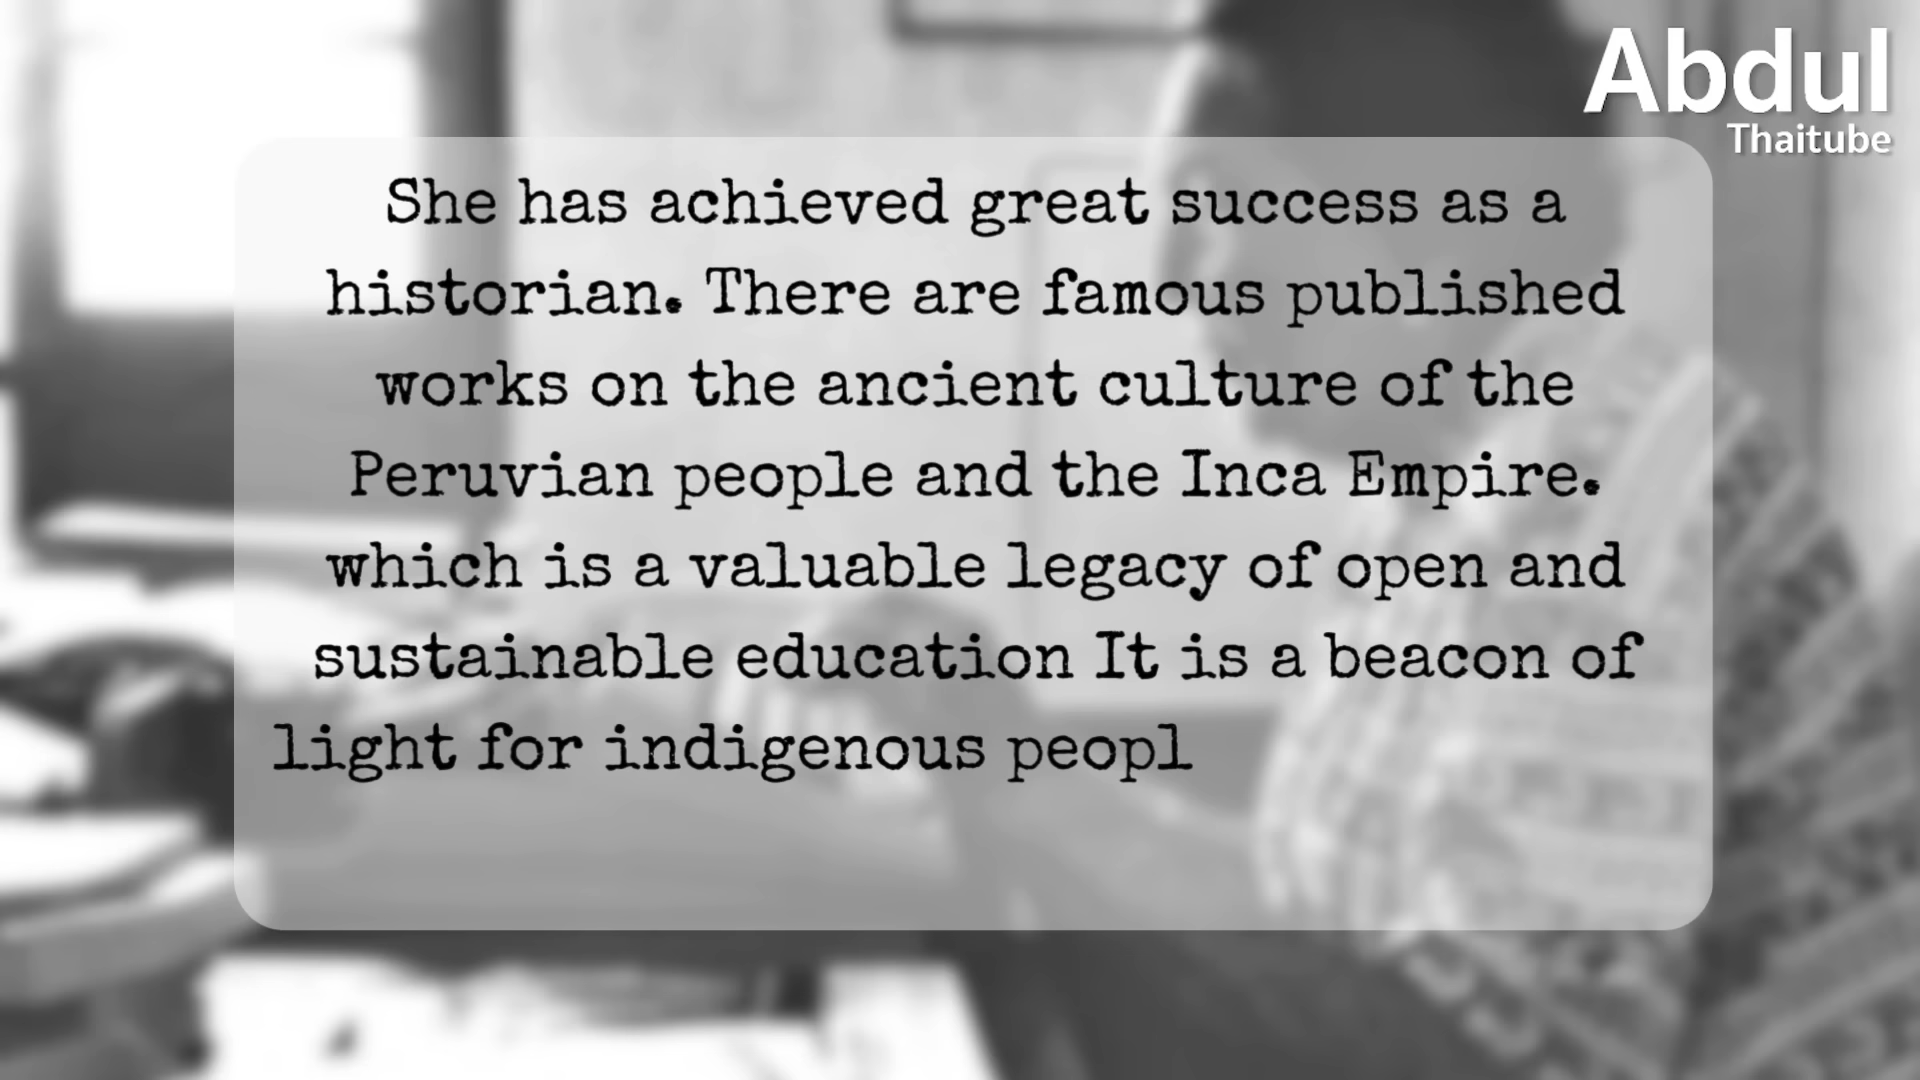 Abdul
Thaitube
She has achieved great success as a
historian. There are famous published
works on the ancient culture of the
Peruvian people and the Inca Empire.
which is a valuable legacy of open and
sustainable education It is a beacon of
light for indigenous peopl